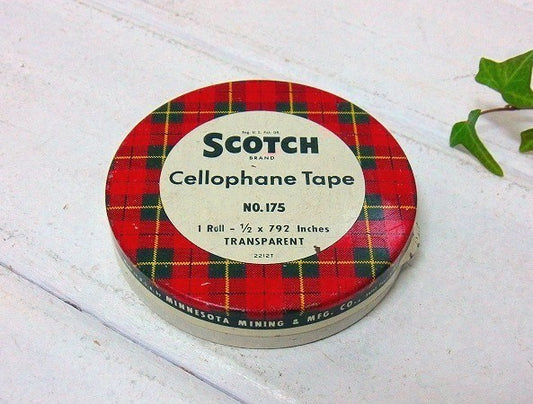 Reg. U. S. Pat. Off.
SCOTCH
BRAND
Cellophane Tape
NO. 175
1 Roll - 1/2 x 792 Inches
TRANSPARENT
2212T
MINNESOTA MINING & MFG. CO.,